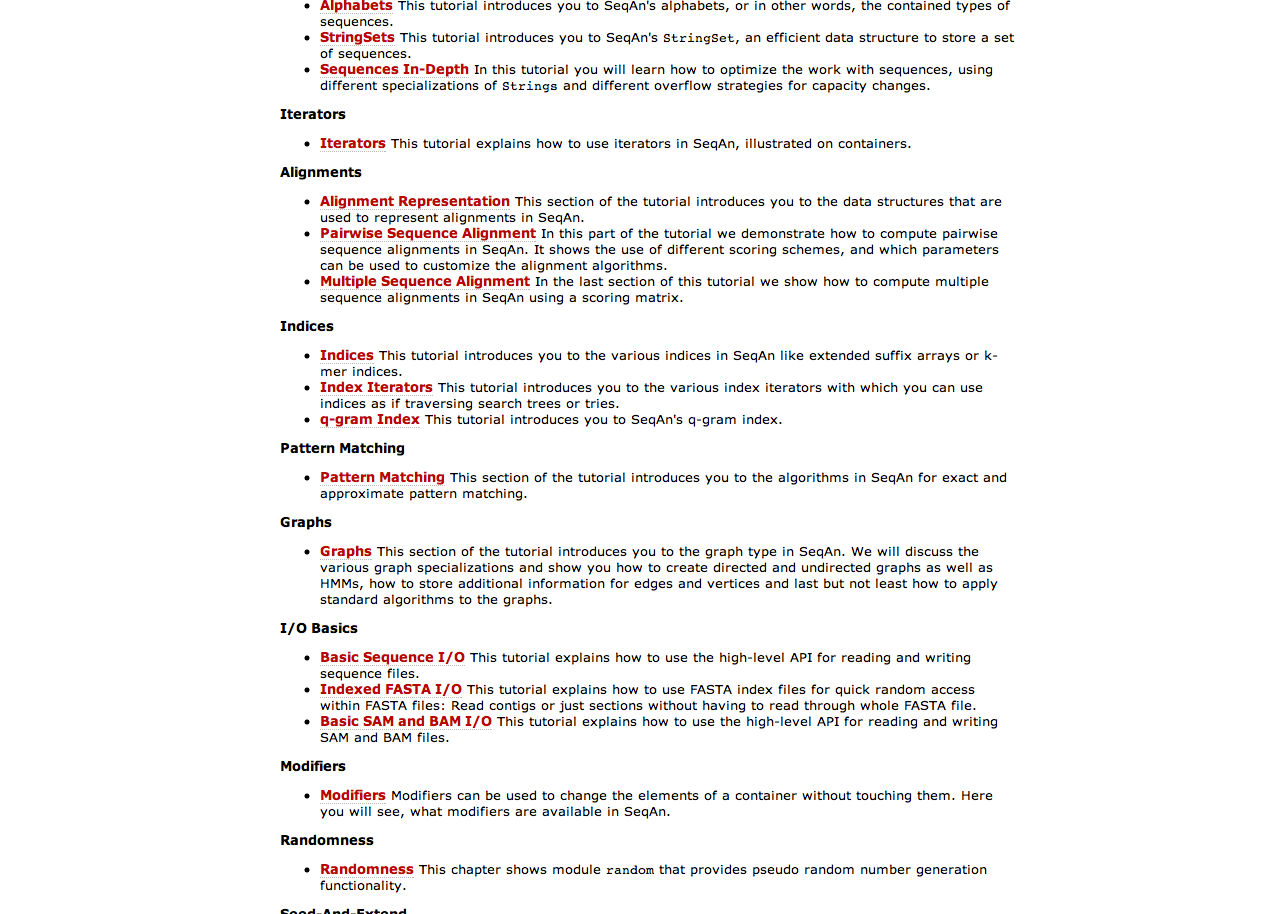 Alphabets This tutorial introduces you to SeqAn's alphabets, or in other words, the contained types of
sequences.
StringSets This tutorial introduces you to SeqAn's StringSet, an efficient data structure to store a set
of sequences.
Sequences In-Depth In this tutorial you will learn how to optimize the work with sequences, using
different specializations of Strings and different overflow strategies for capacity changes.
Iterators
Iterators This tutorial explains how to use iterators in SeqAn, illustrated on containers.
Alignments
Alignment Representation This section of the tutorial introduces you to the data structures that are
used to represent alignments in SeqAn.
Pairwise Sequence Alignment In this part of the tutorial we demonstrate how to compute pairwise
sequence alignments in SeqAn. It shows the use of different scoring schemes, and which parameters
can be used to customize the alignment algorithms.
Multiple Sequence Alignment In the last section of this tutorial we show how to compute multiple
sequence alignments in SeqAn using a scoring matrix.
Indices
Indices This tutorial introduces you to the various indices in SeqAn like extended suffix arrays or k-
mer indices.
Index Iterators This tutorial introduces you to the various index iterators with which you can use
indices as if traversing search trees or tries.
q-gram Index This tutorial introduces you to SeqAn's q-gram index.
Pattern Matching
Pattern Matching This section of the tutorial introduces you to the algorithms in SeqAn for exact and
approximate pattern matching.
Graphs
Graphs This section of the tutorial introduces you to the graph type in SeqAn. We will discuss the
various graph specializations and show you how to create directed and undirected graphs as well as
HMMs, how to store additional information for edges and vertices and last but not least how to apply
standard algorithms to the graphs.
I/O Basics
Basic Sequence I/O This tutorial explains how to use the high-level API for reading and writing
sequence files.
Indexed FASTA I/O This tutorial explains how to use FASTA index files for quick random access
within FASTA files: Read contigs or just sections without having to read through whole FASTA file.
Basic SAM and BAM I/O This tutorial explains how to use the high-level API for reading and writing
SAM and BAM files.
Modifiers
Modifiers Modifiers can be used to change the elements of a container without touching them. Here
you will see, what modifiers are available in SeqAn.
Randomness
Randomness This chapter shows module random that provides pseudo random number generation
functionality.
Seed-And-Extend